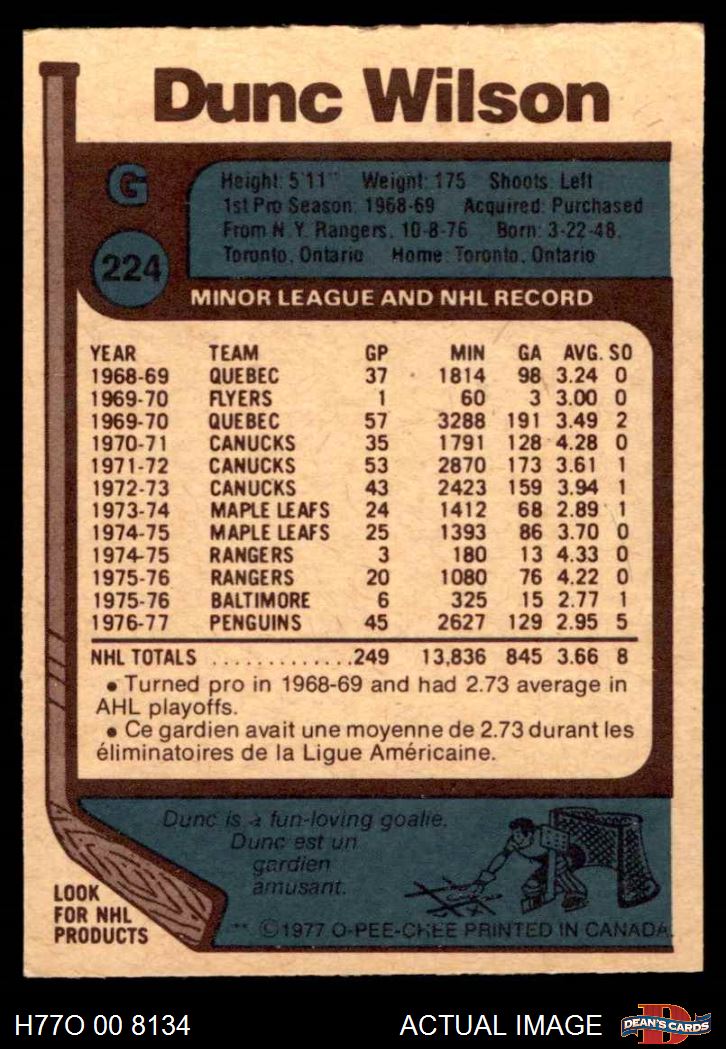 Dunc Wilson
G
224
Height: 5'11" Weight: 175 Shoots: Left
1st Pro Season: 1968-69 Acquired: Purchased
From N.Y. Rangers, 10-8-76 Born: 3-22-48,
Toronto, Ontario Home: Toronto, Ontario
MINOR LEAGUE AND NHL RECORD
YEAR TEAM GP MIN GA AVG. SO
1968-69 QUEBEC 37 1814 98 3.24 0
1969-70 FLYERS 1 60 3 3.00 0
1969-70 QUEBEC 57 3288 191 3.49 2
1970-71 CANUCKS 35 1791 128 4.28 0
1971-72 CANUCKS 53 2870 173 3.61 1
1972-73 CANUCKS 43 2423 159 3.94 1
1973-74 MAPLE LEAFS 24 1412 68 2.89 1
1974-75 MAPLE LEAFS 25 1393 86 3.70 0
1974-75 RANGERS 3 180 13 4.33 0
1975-76 RANGERS 20 1080 76 4.22 0
1975-76 BALTIMORE 6 325 15 2.77 1
1976-77 PENGUINS 45 2627 129 2.95 5
NHL TOTALS .............249 13,836 845 3.66 8
• Turned pro in 1968-69 and had 2.73 average in
AHL playoffs.
• Ce gardien avait une moyenne de 2.73 durant les
éliminatoires de la Ligue Américaine.
Dunc is a fun-loving goalie.
Dunc est un
gardien
amusant.
LOOK
FOR NHL
PRODUCTS
** ©1977 O-PEE-CHEE PRINTED IN CANADA.
H77O 00 8134 ACTUAL IMAGE
D
DEAN'S CARDS